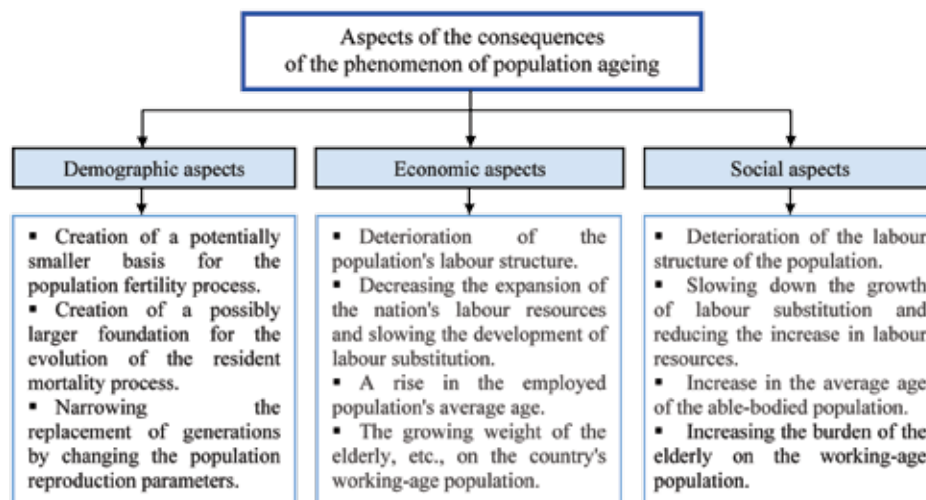 Aspects of the consequences
of the phenomenon of population ageing
Demographic aspects
▪ Creation of a potentially
smaller basis for the
population fertility process.
▪ Creation of a possibly
larger foundation for the
evolution of the resident
mortality process.
▪ Narrowing the
replacement of generations
by changing the population
reproduction parameters.
Economic aspects
▪ Deterioration of the
population's labour structure.
▪ Decreasing the expansion of
the nation's labour resources
and slowing the development of
labour substitution.
▪ A rise in the employed
population's average age.
▪ The growing weight of the
elderly, etc., on the country's
working-age population.
Social aspects
▪ Deterioration of the labour
structure of the population.
▪ Slowing down the growth
of labour substitution and
reducing the increase in labour
resources.
▪ Increase in the average age
of the able-bodied population.
▪ Increasing the burden of the
elderly on the working-age
population.